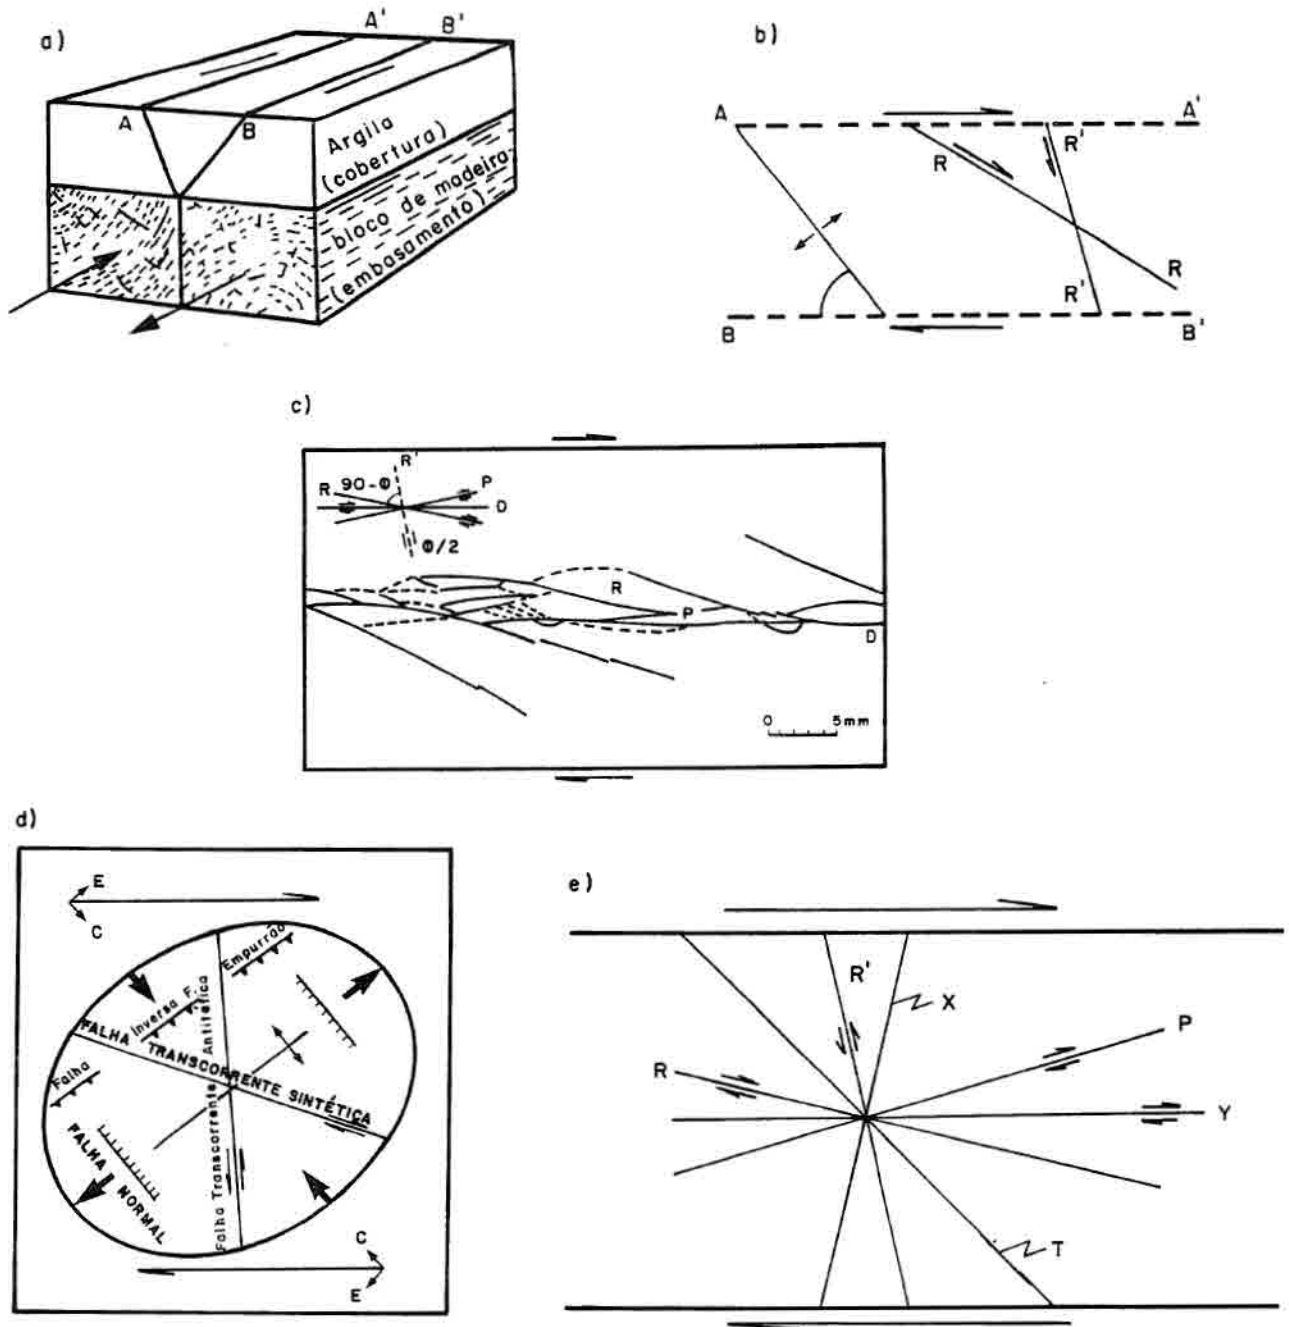 a)
A'
B'
A
B
Argila
(cobertura)
bloco de madeira
(embasamento)
b)
A
A'
R
R'
R
R'
B
B'
c)
R'
R
90-Φ
P
D
Φ/2
R
P
D
0
5mm
d)
E
C
Empurrão
Inversa F.
Antitética
FALHA TRANSCORRENTE SINTÉTICA
Falha
FALHA NORMAL
Falha Transcorrente
C
E
e)
R'
X
P
R
Y
T